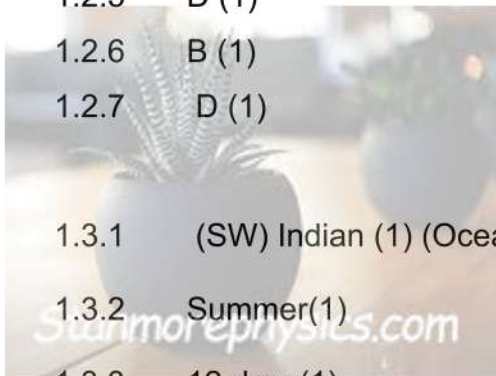 1.2.6 B (1)
1.2.7 D (1)
1.3.1 (SW) Indian (1) (Ocea
1.3.2 Summer(1)
Stanmorephysics.com